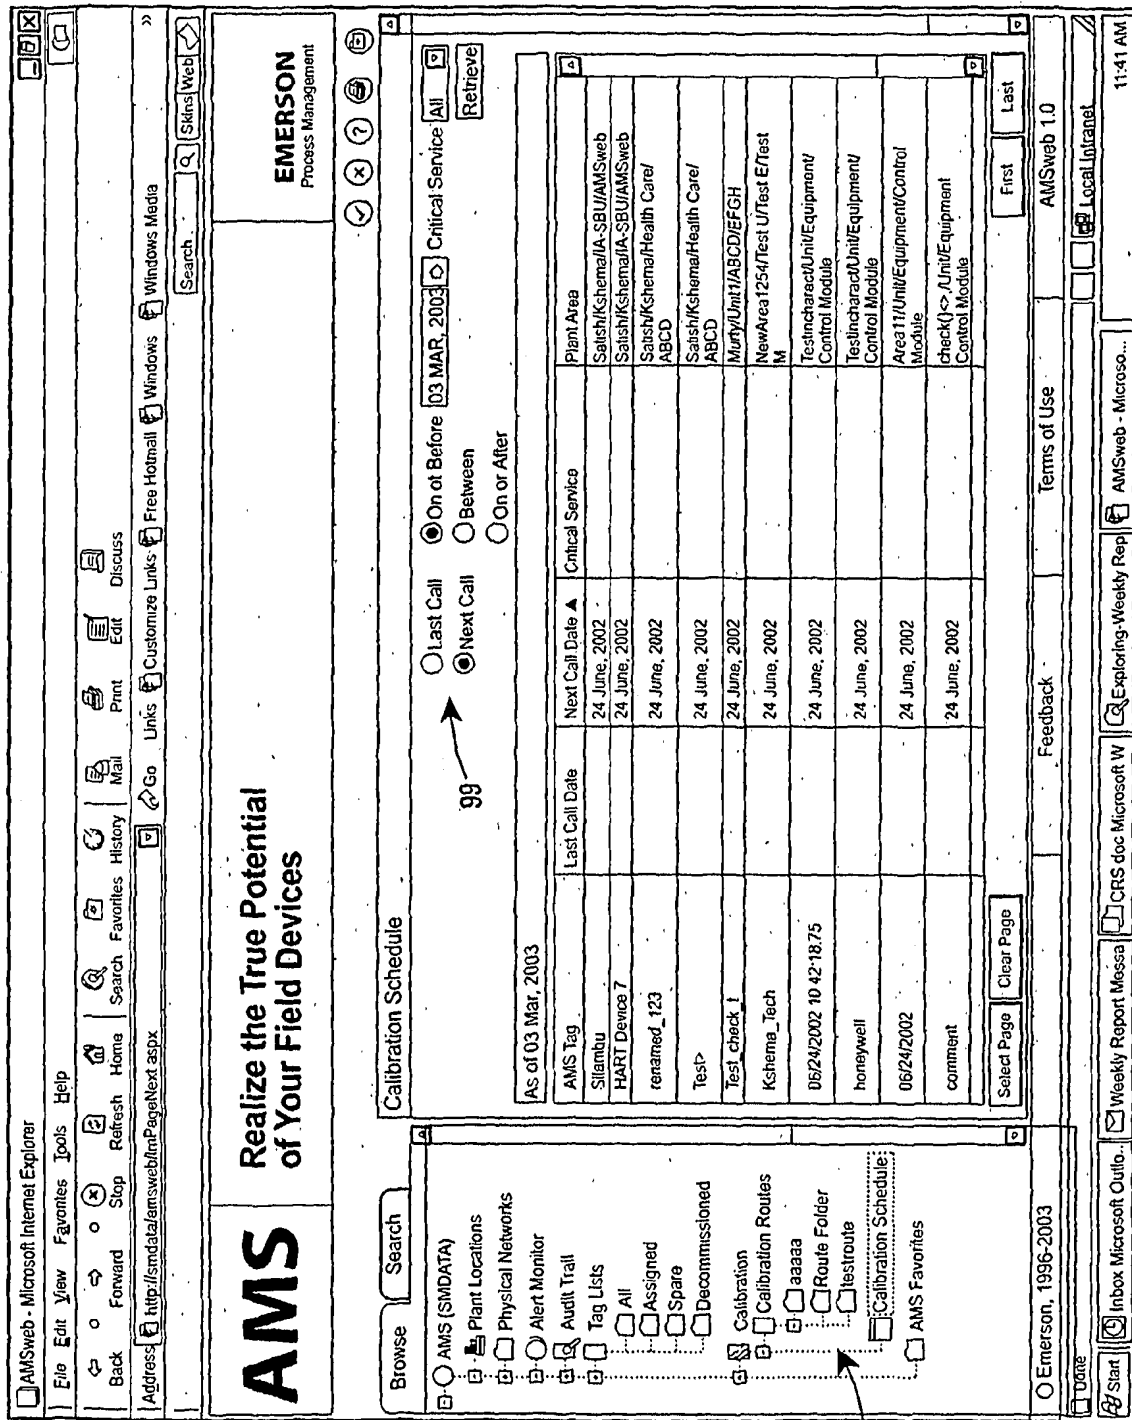 AMSweb - Microsoft Internet Explorer
File Edit View Favorites Tools Help
Back Forward Stop Refresh Home Search Favorites History Mail Print Edit Discuss
Address http://smdata/amsweb/ImPageNext aspx Go Links Customize Links Free Hotmail Windows Windows Meda
Search Skins Web »
AMS
Realize the True Potential
of Your Field Devices
EMERSON
Process Management
Browse Search
AMS (SMDATA)
Plant Locations
Physical Networks
Alert Monitor
Audit Trail
Tag Lists
All
Assigned
Spare
Decommissioned
Calibration
Calibration Routes
aaaaa
Route Folder
testroute
Calibration Schedule
AMS Favorites
Calibration Schedule
99
Last Call On ot Before 03 MAR, 2003 Critical Service All
Next Call Between Retrieve
On or After
As of 03 Mar, 2003
AMS Tag Last Call Date Next Call Date ▲ Critical Service Plant Area
Silambu 24 June, 2002 Satish/Kshema/IA-SBU/AMSweb
HART Device 7 24 June, 2002 Satish/Kshema/IA-SBU/AMSweb
renamed_123 24 June, 2002 Satish/Kshema/Health Care/
ABCD
Test> 24 June, 2002 Satish/Kshema/Health Care/
ABCD
Test_check_t 24 June, 2002 Murty/Unit1/ABCD/EFGH
Kshema_Tech 24 June, 2002 NewArea1254/Test U/Test E/Test
M
06/24/2002 10 42·18.75 24 June, 2002 Testncharact/Unit/Equipment/
Control Module
honeywell 24 June, 2002 Testncharact/Unit/Equipment/
Control Module
06/24/2002 24 June, 2002 Area11/Unit/Equipment/Control
Module
comment 24 June, 2002 check()<>,/Unit/Equipment
Control Module
Select Page Clear Page First Last
Emerson, 1996-2003 Feedback Terms of Use AMSweb 1.0
Done Local Intranet
Start Inbox Microsoft Outlo. Weekly Report Messa CRS doc Microsoft W Exploring-Weekly Rep AMSweb - Microso... 11:41 AM